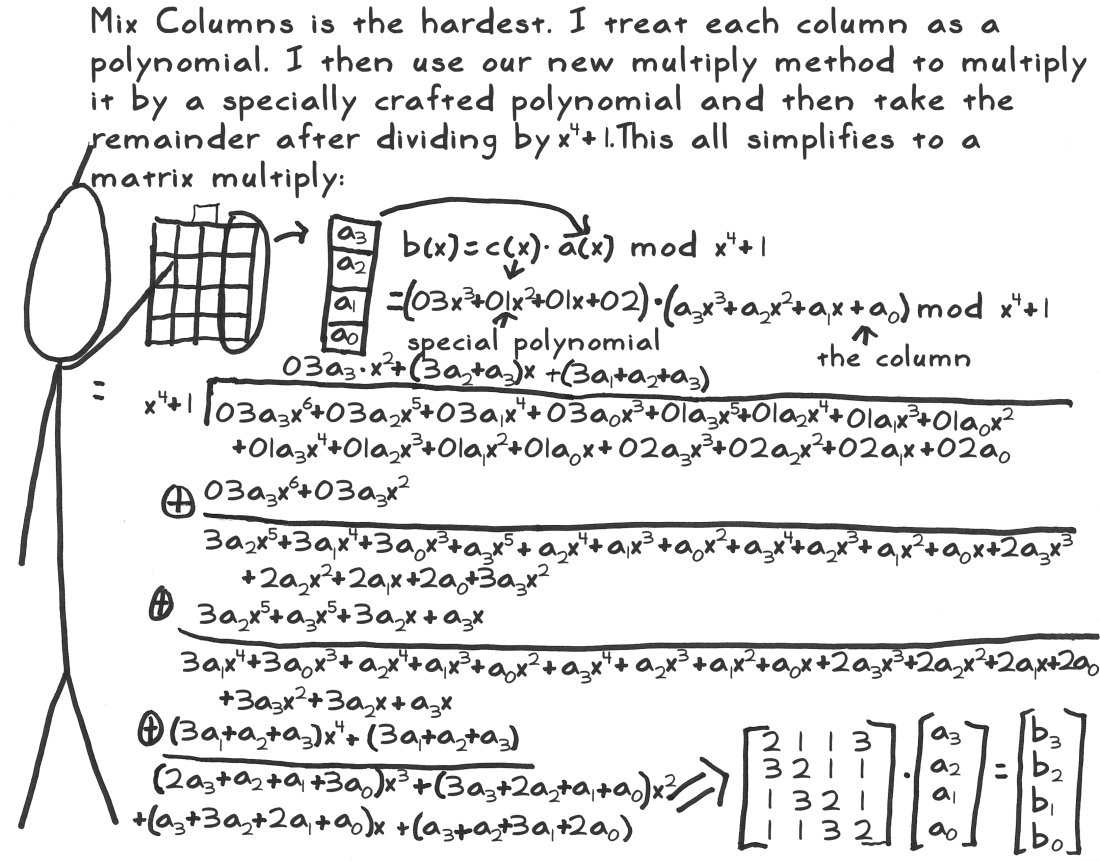 Mix Columns is the hardest. I treat each column as a
polynomial. I then use our new multiply method to multiply
it by a specially crafted polynomial and then take the
remainder after dividing by x⁴+1. This all simplifies to a
matrix multiply:
a₃
a₂
a₁
a₀
b(x)=c(x)·a(x) mod x⁴+1
=(03x³+01x²+01x+02)·(a₃x³+a₂x²+a₁x+a₀) mod x⁴+1
special polynomial
the column
03a₃·x²+(3a₂+a₃)x+(3a₁+a₂+a₃)
= x⁴+1
03a₃x⁶+03a₂x⁵+03a₁x⁴+03a₀x³+01a₃x⁵+01a₂x⁴+01a₁x³+01a₀x²
+01a₃x⁴+01a₂x³+01a₁x²+01a₀x+02a₃x³+02a₂x²+02a₁x+02a₀
⊕ 03a₃x⁶+03a₃x²
3a₂x⁵+3a₁x⁴+3a₀x³+a₃x⁵+a₂x⁴+a₁x³+a₀x²+a₃x⁴+a₂x³+a₁x²+a₀x+2a₃x³
+2a₂x²+2a₁x+2a₀+3a₃x²
⊕ 3a₂x⁵+a₃x⁵+3a₂x+a₃x
3a₁x⁴+3a₀x³+a₂x⁴+a₁x³+a₀x²+a₃x⁴+a₂x³+a₁x²+a₀x+2a₃x³+2a₂x²+2a₁x+2a₀
+3a₃x²+3a₂x+a₃x
⊕ (3a₁+a₂+a₃)x⁴+(3a₁+a₂+a₃)
(2a₃+a₂+a₁+3a₀)x³+(3a₃+2a₂+a₁+a₀)x²
+(a₃+3a₂+2a₁+a₀)x+(a₃+a₂+3a₁+2a₀)
2 1 1 3 a₃ b₃
3 2 1 1 a₂ b₂
· =
1 3 2 1 a₁ b₁
1 1 3 2 a₀ b₀